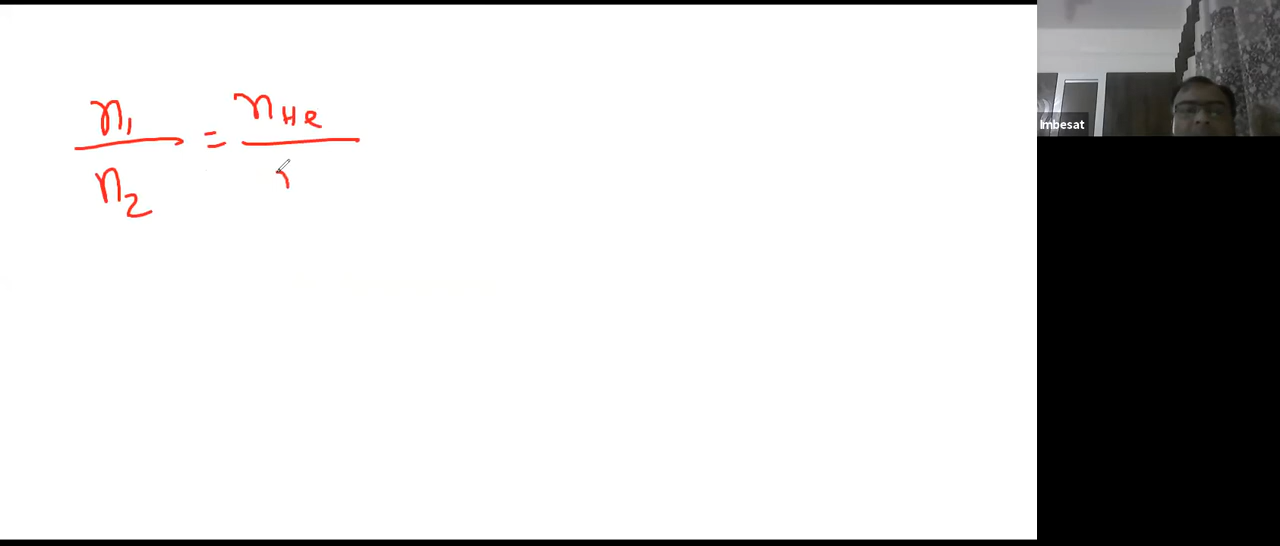 n₁/n₂ = n_He/
Imbesat